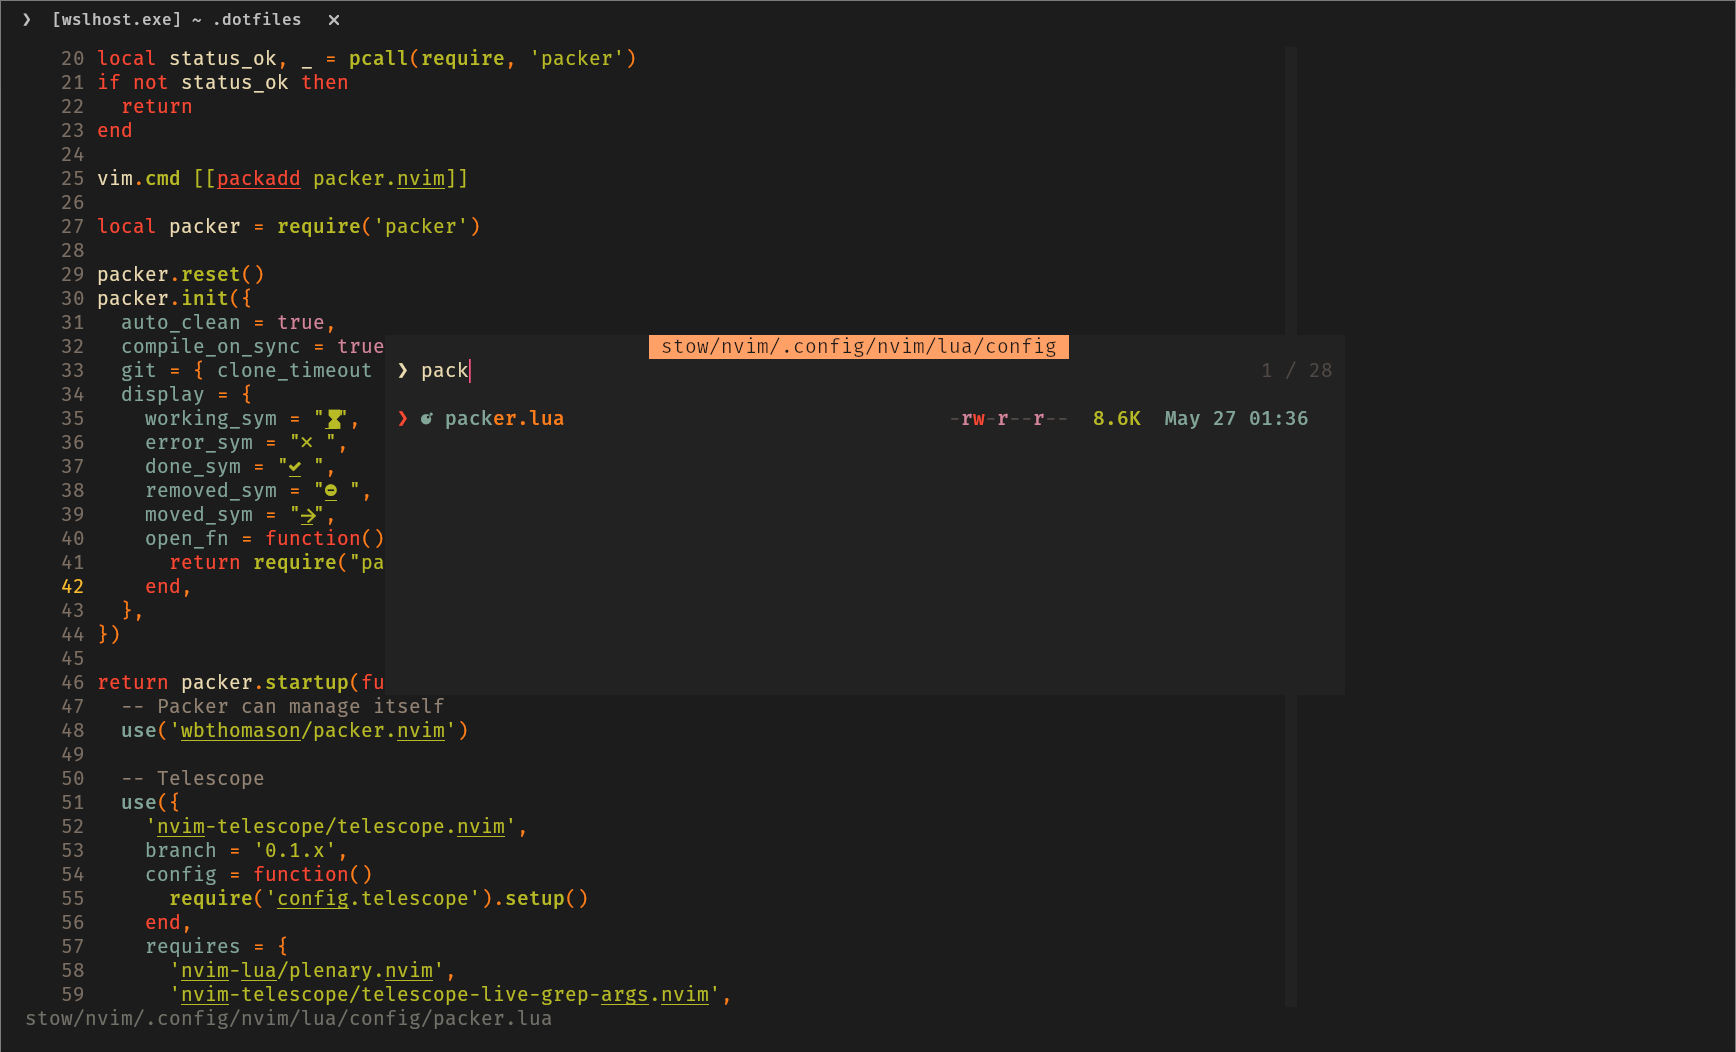 ❯ [wslhost.exe] ~ .dotfiles ✕
20 local status_ok, _ = pcall(require, 'packer')
21 if not status_ok then
22   return
23 end
24
25 vim.cmd [[packadd packer.nvim]]
26
27 local packer = require('packer')
28
29 packer.reset()
30 packer.init({
31   auto_clean = true,
32   compile_on_sync = true
33   git = { clone_timeout
34   display = {
35     working_sym = "⌛",
36     error_sym = "✕ ",
37     done_sym = "✔ ",
38     removed_sym = "⛔ ",
39     moved_sym = "→",
40     open_fn = function()
41       return require("pa
42     end,
43   },
44 })
45
46 return packer.startup(fu
stow/nvim/.config/nvim/lua/config
❯ pack 1 / 28
❯ packer.lua -rw-r--r-- 8.6K May 27 01:36
47   -- Packer can manage itself
48   use('wbthomason/packer.nvim')
49
50   -- Telescope
51   use({
52     'nvim-telescope/telescope.nvim',
53     branch = '0.1.x',
54     config = function()
55       require('config.telescope').setup()
56     end,
57     requires = {
58       'nvim-lua/plenary.nvim',
59       'nvim-telescope/telescope-live-grep-args.nvim',
stow/nvim/.config/nvim/lua/config/packer.lua